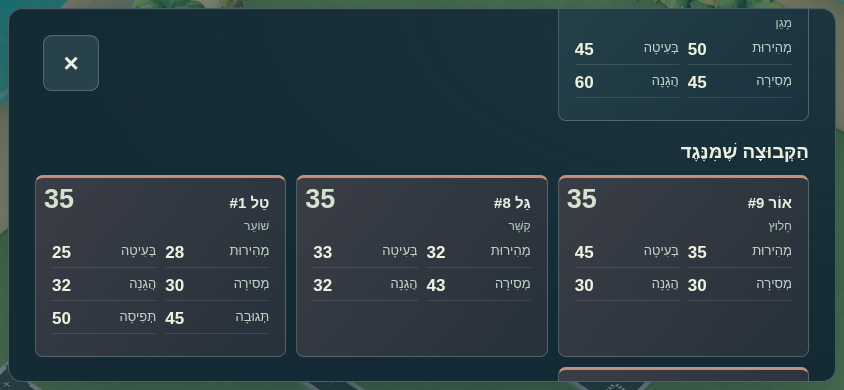 מָגֵן
מְהִירוּת 50 בְּעִיטָה 45
מְסִירָה 45 הֲגַנָּה 60
×
הַקְּבוּצָה שֶׁמִּנֶּגֶד
אוֹר #9 35
חָלוּץ
מְהִירוּת 35 בְּעִיטָה 45
מְסִירָה 30 הֲגַנָּה 30
גַּל #8 35
קַשָּׁר
מְהִירוּת 32 בְּעִיטָה 33
מְסִירָה 43 הֲגַנָּה 32
טַל #1 35
שׁוֹעֵר
מְהִירוּת 28 בְּעִיטָה 25
מְסִירָה 30 הֲגַנָּה 32
תְּגוּבָה 45 תְּפִיסָה 50